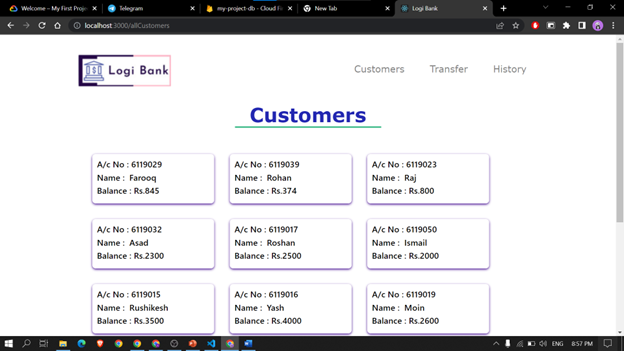 Welcome – My First Proje
Telegram
my-project-db - Cloud Fi
New Tab
Logi Bank
localhost:3000/allCustomers
Logi Bank
Customers
Transfer
History
Customers
A/c No : 6119029
Name : Farooq
Balance : Rs.845
A/c No : 6119039
Name : Rohan
Balance : Rs.374
A/c No : 6119023
Name : Raj
Balance : Rs.800
A/c No : 6119032
Name : Asad
Balance : Rs.2300
A/c No : 6119017
Name : Roshan
Balance : Rs.2500
A/c No : 6119050
Name : Ismail
Balance : Rs.2000
A/c No : 6119015
Name : Rushikesh
Balance : Rs.3500
A/c No : 6119016
Name : Yash
Balance : Rs.4000
A/c No : 6119019
Name : Moin
Balance : Rs.2600
ENG
8:57 PM